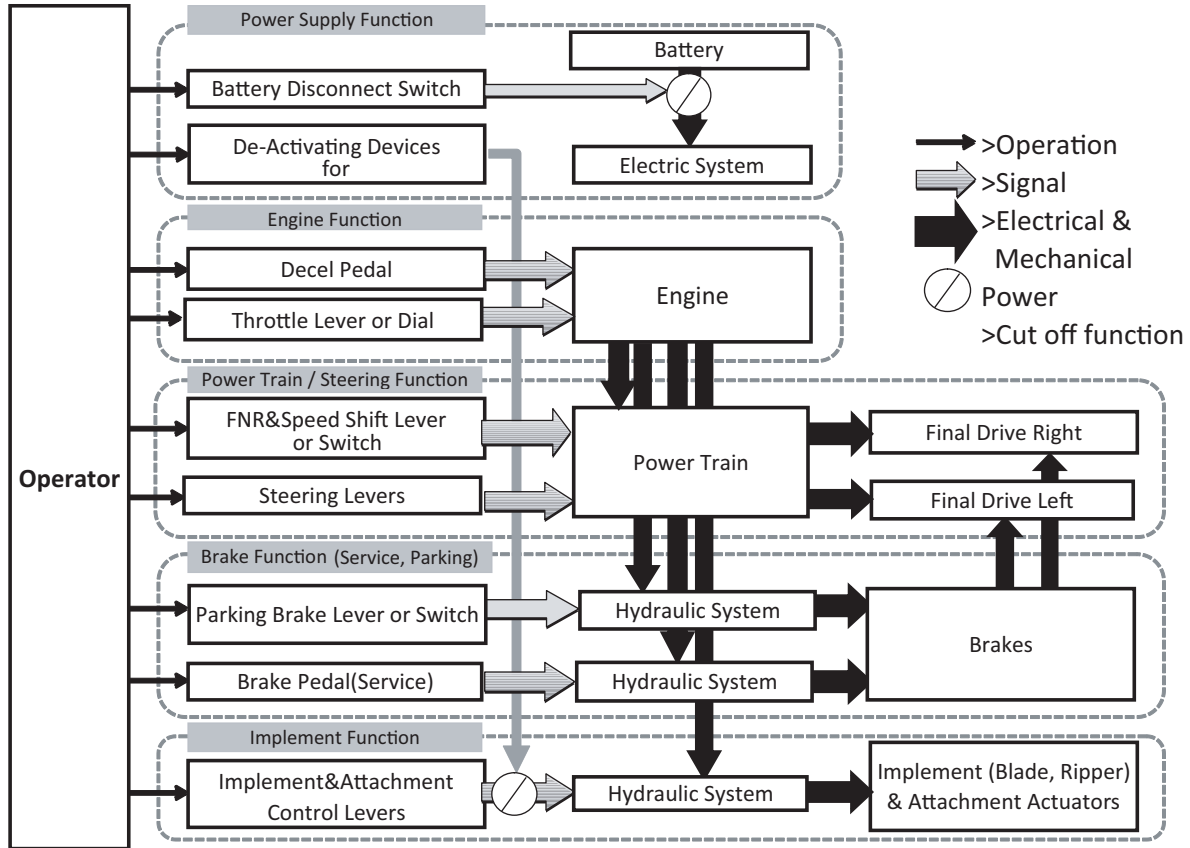 Power Supply Function
Battery
Battery Disconnect Switch
De-Activating Devices
for
Electric System
>Operation
>Signal
>Electrical &
Mechanical
Power
>Cut off function
Engine Function
Decel Pedal
Throttle Lever or Dial
Engine
Power Train / Steering Function
FNR&Speed Shift Lever
or Switch
Steering Levers
Power Train
Final Drive Right
Final Drive Left
Operator
Brake Function (Service, Parking)
Parking Brake Lever or Switch
Hydraulic System
Brake Pedal(Service)
Hydraulic System
Brakes
Implement Function
Implement&Attachment
Control Levers
Hydraulic System
Implement (Blade, Ripper)
& Attachment Actuators